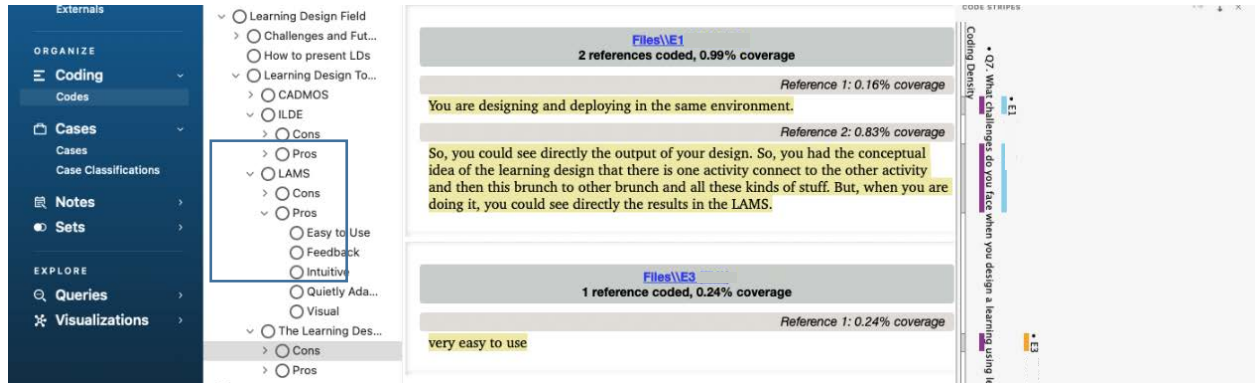 Externals
ORGANIZE
Coding
Codes
Cases
Cases
Case Classifications
Notes
Sets
EXPLORE
Queries
Visualizations
Learning Design Field
Challenges and Fut...
How to present LDs
Learning Design To...
CADMOS
ILDE
Cons
Pros
LAMS
Cons
Pros
Easy to Use
Feedback
Intuitive
Quietly Ada...
Visual
The Learning Des...
Cons
Pros
Files\\E1
2 references coded, 0.99% coverage
Reference 1: 0.16% coverage
You are designing and deploying in the same environment.
Reference 2: 0.83% coverage
So, you could see directly the output of your design. So, you had the conceptual
idea of the learning design that there is one activity connect to the other activity
and then this brunch to other brunch and all these kinds of stuff. But, when you are
doing it, you could see directly the results in the LAMS.
Files\\E3
1 reference coded, 0.24% coverage
Reference 1: 0.24% coverage
very easy to use
CODE STRIPES
Coding Density
• Q7. What challenges do you face when you design a learning using le
• E1
• E3